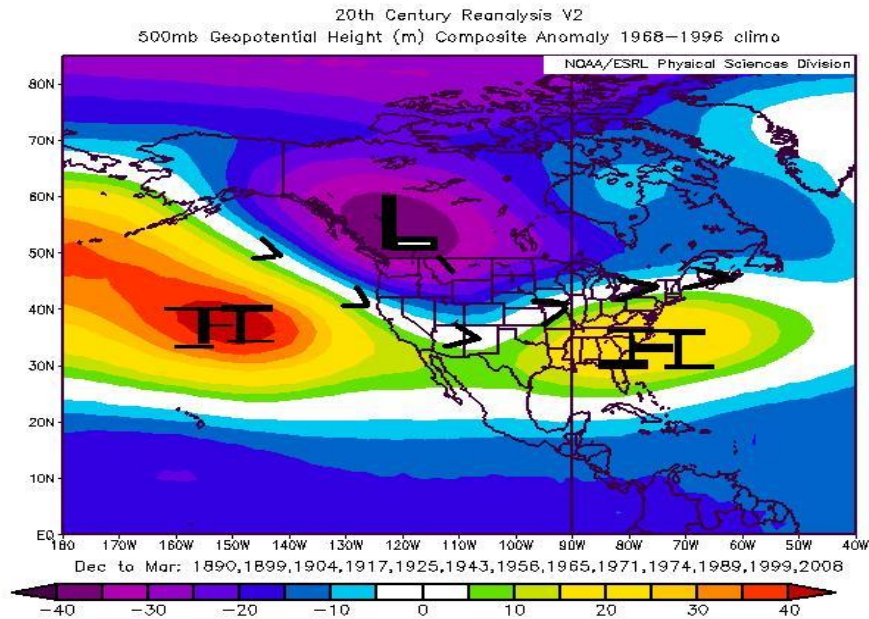 20th Century Reanalysis V2
500mb Geopotential Height (m) Composite Anomaly 1968−1996 clima
NOAA/ESRL Physical Sciences Division
80N
70N
60N
50N
40N
30N
20N
10N
EQ
L
H
H
180 170W 160W 150W 140W 130W 120W 110W 100W 90W 80W 70W 60W 50W 40W
Dec to Mar: 1890,1899,1904,1917,1925,1943,1956,1965,1971,1974,1989,1999,2008
−40 −30 −20 −10 0 10 20 30 40